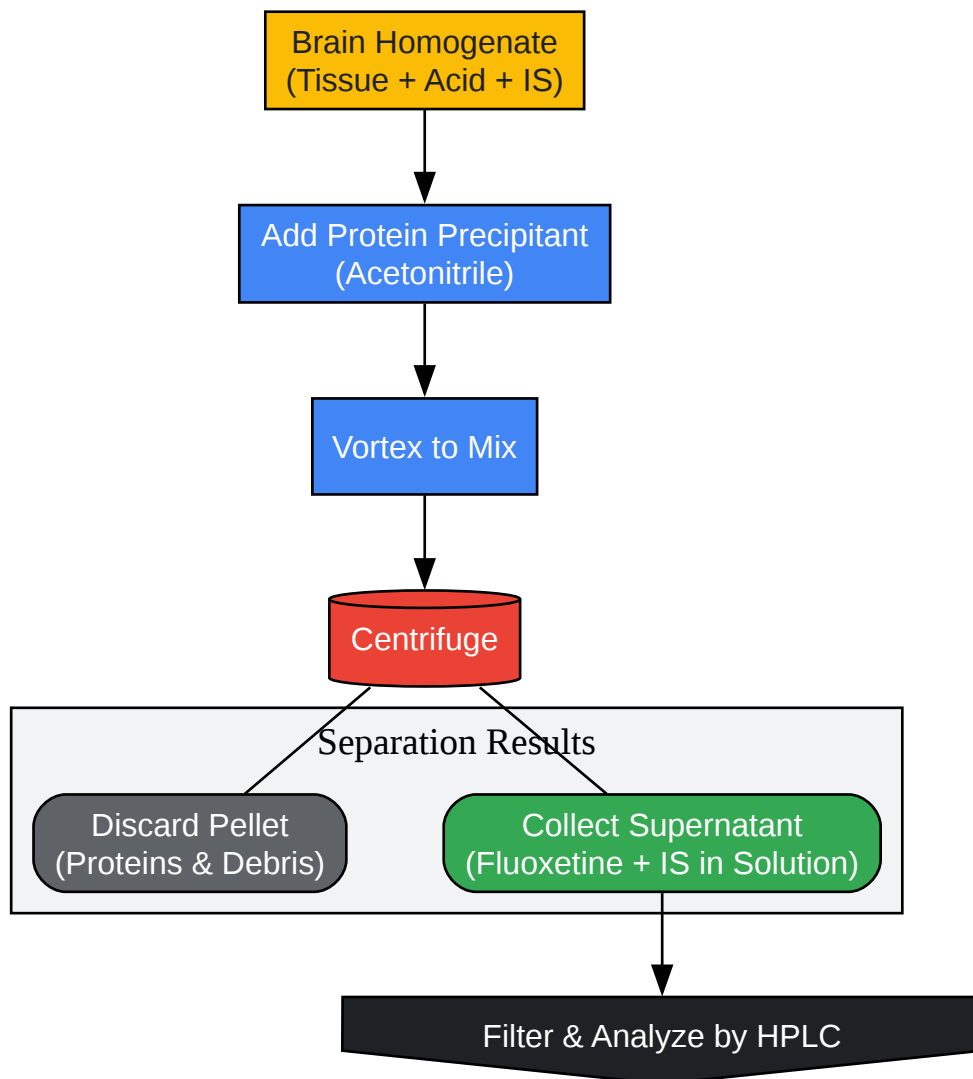 Brain Homogenate
(Tissue + Acid + IS)
Add Protein Precipitant
(Acetonitrile)
Vortex to Mix
Centrifuge
Separation Results
Discard Pellet
(Proteins & Debris)
Collect Supernatant
(Fluoxetine + IS in Solution)
Filter & Analyze by HPLC